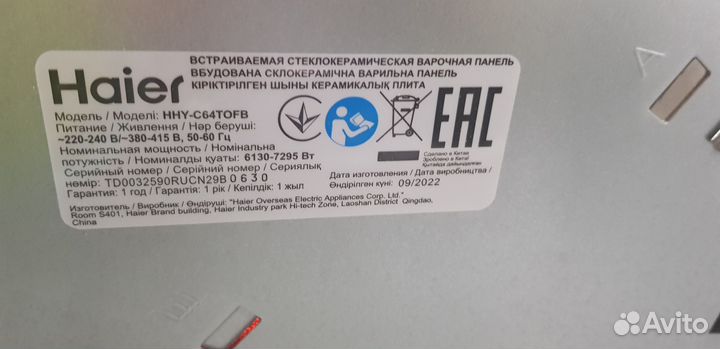 Haier
ВСТРАИВАЕМАЯ СТЕКЛОКЕРАМИЧЕСКАЯ ВАРОЧНАЯ ПАНЕЛЬ
ВБУДОВАНА СКЛОКЕРАМІЧНА ВАРИЛЬНА ПАНЕЛЬ
КІРІКТІРІЛГЕН ШЫНЫ КЕРАМИКАЛЫҚ ПЛИТА
Модель / Моделі: HHY-C64TOFB
Питание / Живлення / Нар беруші:
~220-240 В/~380-415 В, 50-60 Гц
Номинальная мощность / Номінальна
потужність / Номиналды қуаты: 6130-7295 Вт
Серийный номер / Серійний номер / Сериялық
немір: TD0032590RUCN29B 0 6 3 0
Гарантия: 1 год / Гарантія: 1 рік / Кепілдік: 1 жыл
EAC
Сделано в Китае
Зроблено в Китаї
Қытайда дайындалған
Дата изготовления / Дата виробництва /
Өндірілген күні: 09/2022
Изготовитель / Виробник / Өндіруші: "Haier Overseas Electric Appliances Corp. Ltd."
Room S401, Haier Brand building, Haier Industry park Hi-tech Zone, Laoshan District Qingdao,
China
A
Avito